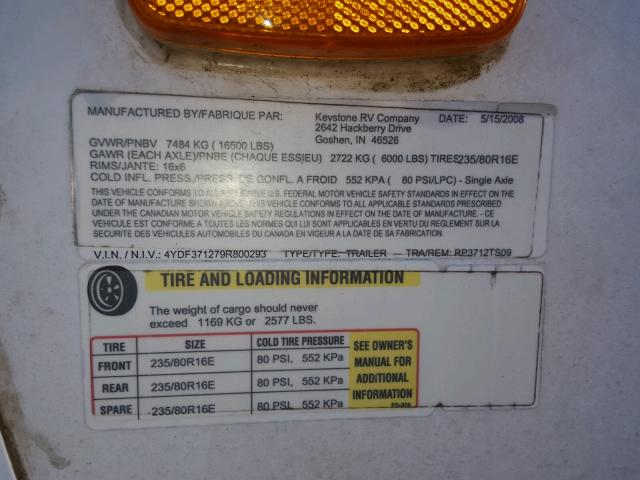 MANUFACTURED BY/FABRIQUE PAR: Keystone RV Company DATE: 5/15/2008
2642 Hackberry Drive
Goshen, IN 46526
GVWR/PNBV 7484 KG ( 16500 LBS)
GAWR (EACH AXLE)/PNBE (CHAQUE ESSIEU) 2722 KG ( 6000 LBS) TIRES235/80R16E
RIMS/JANTE: 16x6
COLD INFL. PRESS./PRESS. DE GONFL. A FROID 552 KPA ( 80 PSI/LPC) - Single Axle
THIS VEHICLE CONFORMS TO ALL APPLICABLE U.S. FEDERAL MOTOR VEHICLE SAFETY STANDARDS IN EFFECT ON THE
DATE OF MANUFACTURE SHOWN ABOVE. THIS VEHICLE CONFORMS TO ALL APPLICABLE STANDARDS PRESCRIBED
UNDER THE CANADIAN MOTOR VEHICLE SAFETY REGULATIONS IN EFFECT ON THE DATE OF MANUFACTURE - CE
VEHICULE EST CONFORME A TOUTES LES NORMES QUI LUI SONT APPLICABLES EN VERTU DU REGLEMENT SUR LA
SECURITE DES VEHICULES AUTOMOBILES DU CANADA EN VIGEUR A LA DATE DE SA FABRICATION.
V.I.N. / N.I.V.: 4YDF371279R800293 TYPE/TYPE: TRAILER - TRA/REM: RP3712TS09
TIRE AND LOADING INFORMATION
The weight of cargo should never
exceed 1169 KG or 2577 LBS.
TIRE SIZE COLD TIRE PRESSURE
FRONT 235/80R16E 80 PSI, 552 KPa
REAR 235/80R16E 80 PSI, 552 KPa
SPARE 235/80R16E 80 PSI, 552 KPa
SEE OWNER'S
MANUAL FOR
ADDITIONAL
INFORMATION